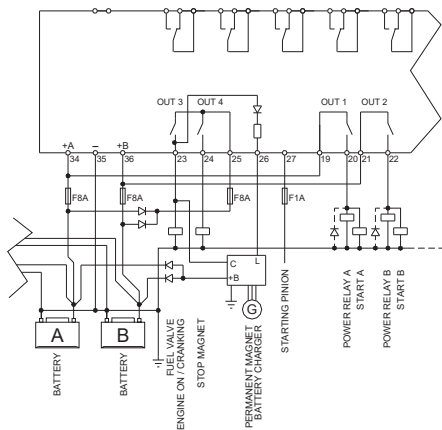 OUT 3
OUT 4
OUT 1
OUT 2
+A
–
+B
34
35
36
23
24
25
26
27
19
20
21
22
F8A
F8A
F8A
F1A
C
L
+B
G
A
B
BATTERY
BATTERY
FUEL VALVE
ENGINE ON / CRANKING
STOP MAGNET
PERMANENT MAGNET
BATTERY CHARGER
STARTING PINION
POWER RELAY A
START A
POWER RELAY B
START B